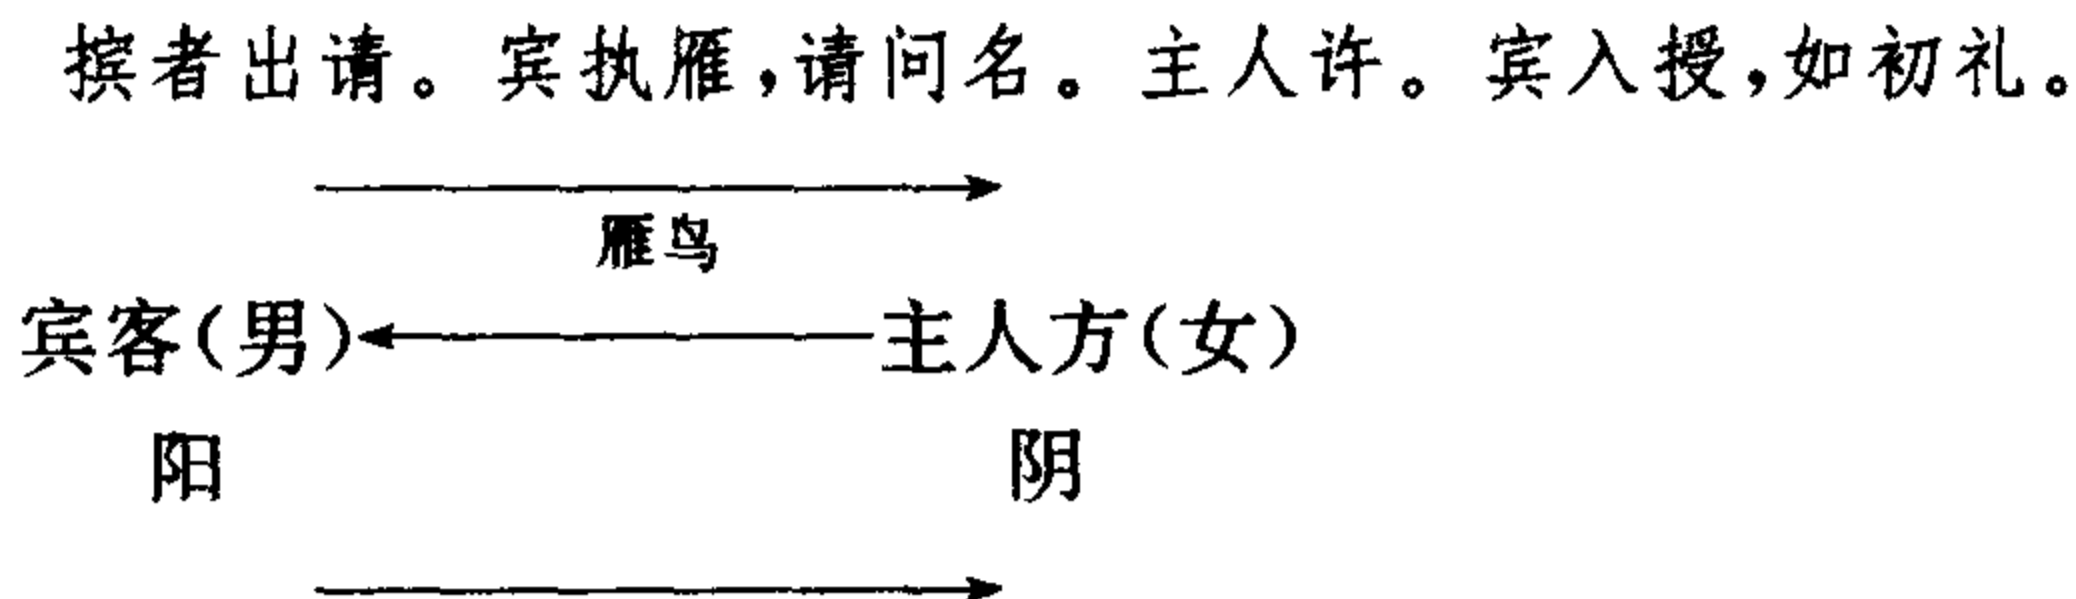 摈者出请。宾执雁，请问名。主人许。宾入授，如初礼。
雁鸟
宾客（男） 主人方（女）
阳 阴